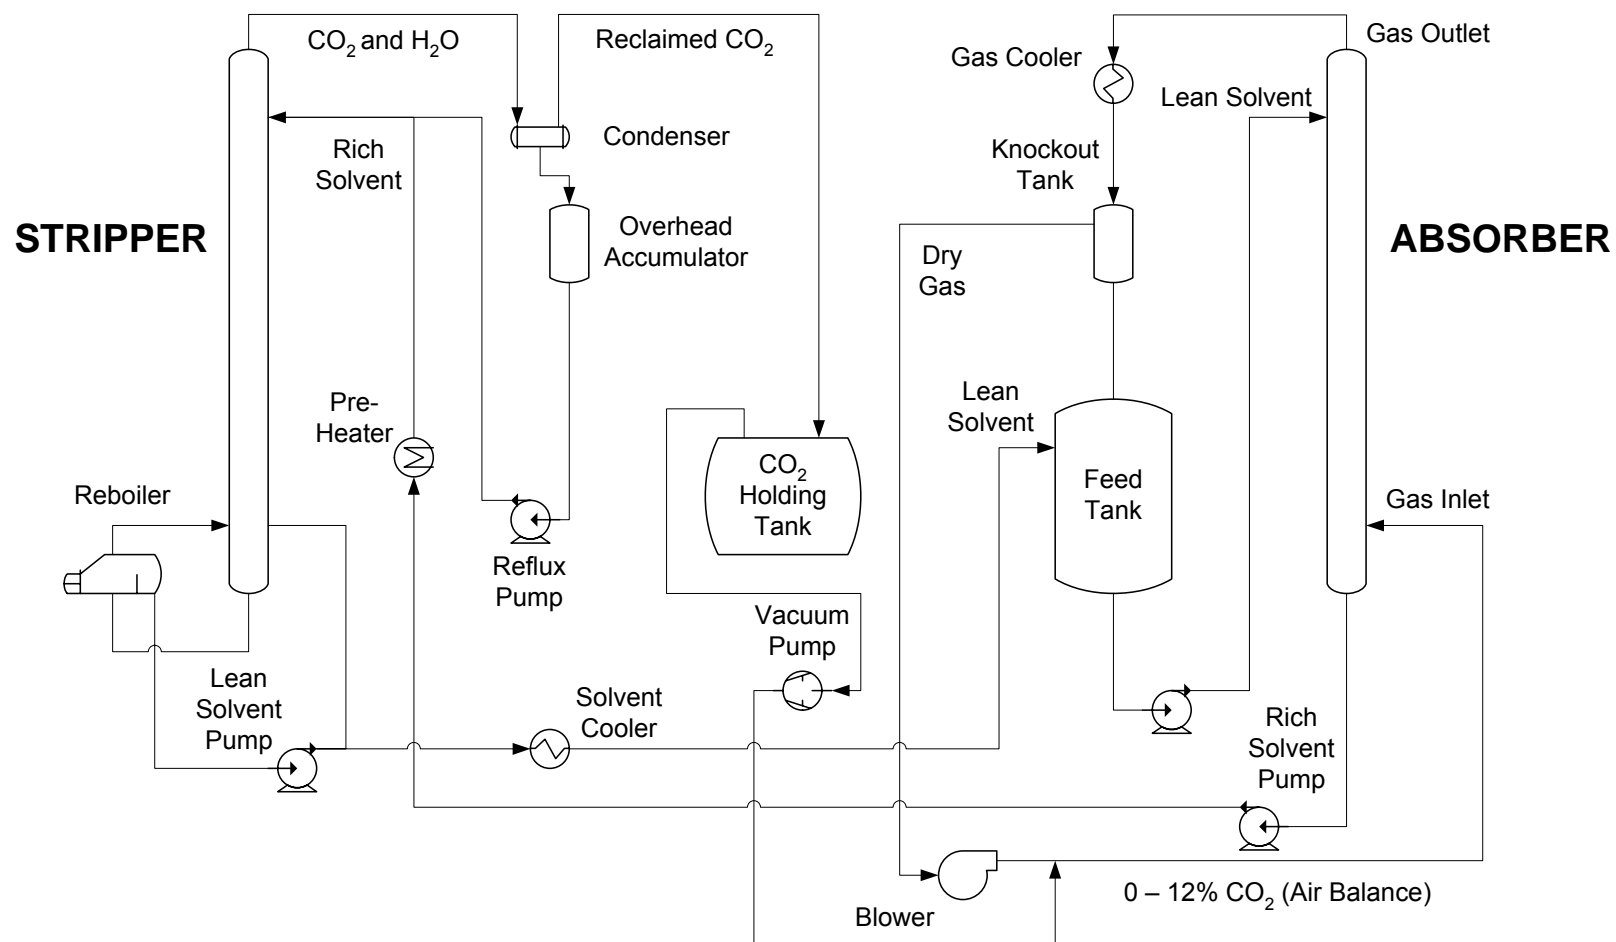 CO₂ and H₂O
Reclaimed CO₂
Gas Outlet
Gas Cooler
Lean Solvent
Condenser
Rich
Solvent
Knockout
Tank
STRIPPER
Overhead
Accumulator
Dry
Gas
ABSORBER
Pre-
Heater
Lean
Solvent
CO₂
Holding
Tank
Feed
Tank
Reboiler
Gas Inlet
Reflux
Pump
Vacuum
Pump
Lean
Solvent
Pump
Solvent
Cooler
Rich
Solvent
Pump
Blower
0 – 12% CO₂ (Air Balance)